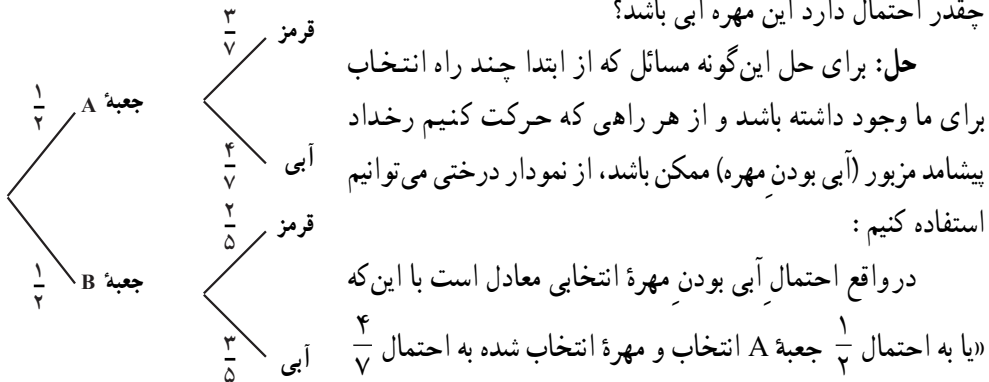 چقدر احتمال دارد این مهره آبی باشد؟
حل: برای حل این‌گونه مسائل که از ابتدا چند راه انتخاب
برای ما وجود داشته باشد و از هر راهی که حرکت کنیم رخداد
پیشامد مزبور (آبی بودنِ مهره) ممکن باشد، از نمودار درختی می‌توانیم
استفاده کنیم :
درواقع احتمالِ آبی بودنِ مهرهٔ انتخابی معادل است با این‌که
«یا به احتمال ۱/۲ جعبهٔ A انتخاب و مهرهٔ انتخاب شده به احتمال ۴/۷
۱/۲ جعبهٔ A
۳/۷ قرمز
۴/۷ آبی
۱/۲ جعبهٔ B
۲/۵ قرمز
۳/۵ آبی